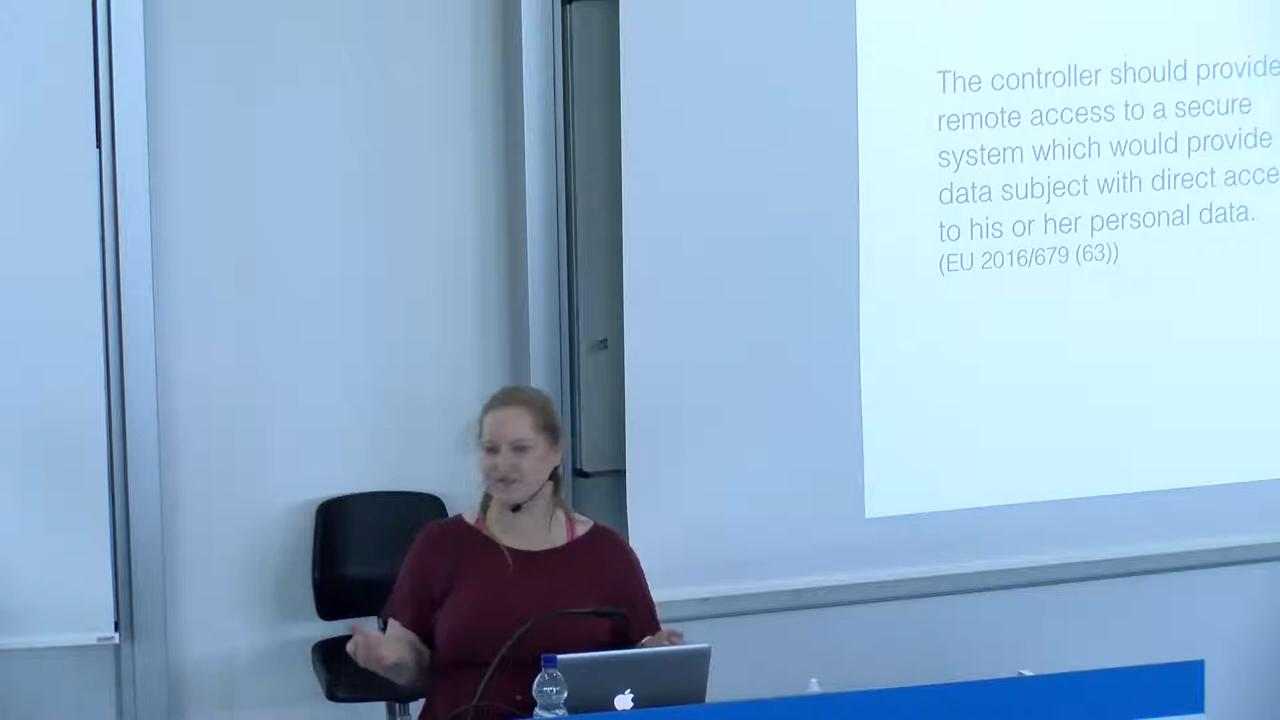 The controller should provide
remote access to a secure
system which would provide
data subject with direct acce
to his or her personal data.
(EU 2016/679 (63))